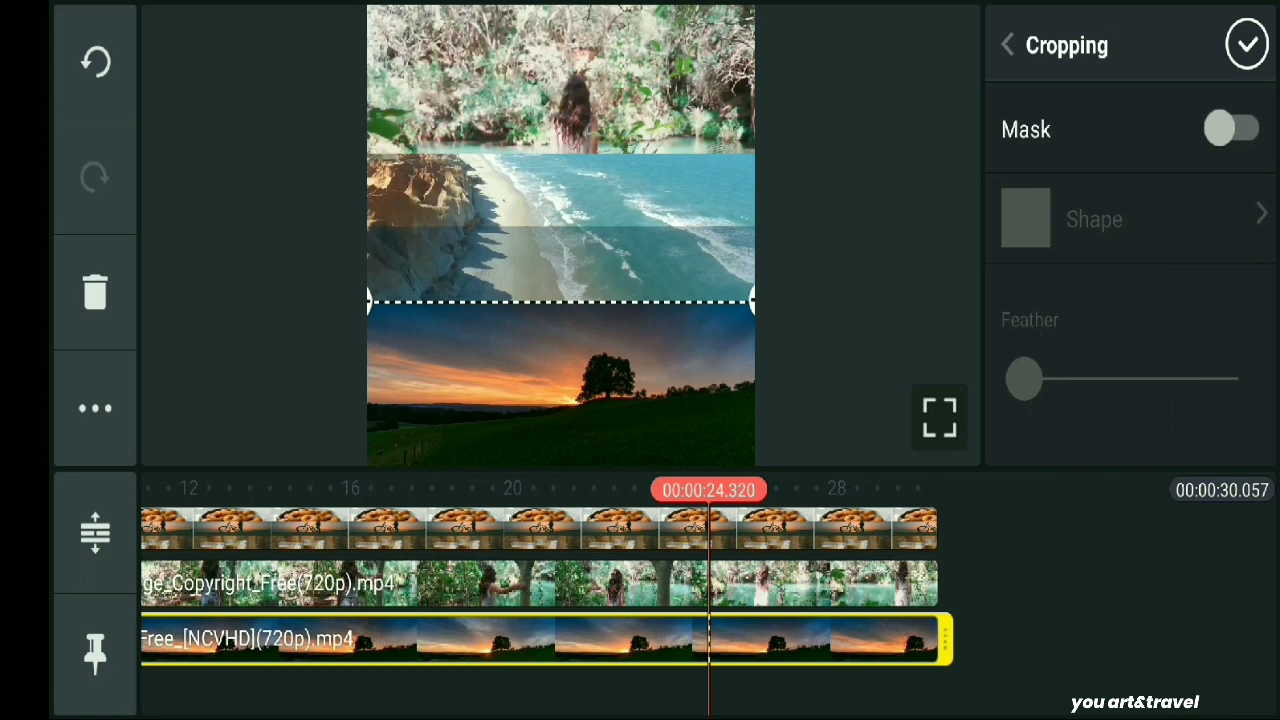 Cropping
Mask
Shape
Feather
12
16
20
00:00:24.320
28
00:00:30.057
ge_Copyright_Free(720p).mp4
Free_[NCVHD](720p).mp4
you art&travel